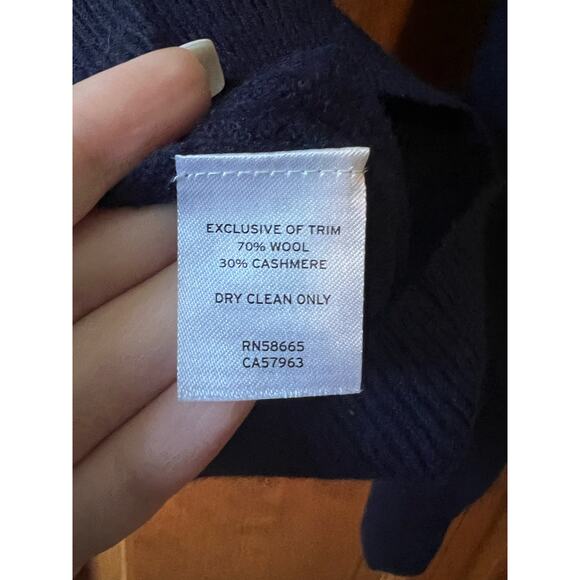 EXCLUSIVE OF TRIM
70% WOOL
30% CASHMERE
DRY CLEAN ONLY
RN58665
CA57963